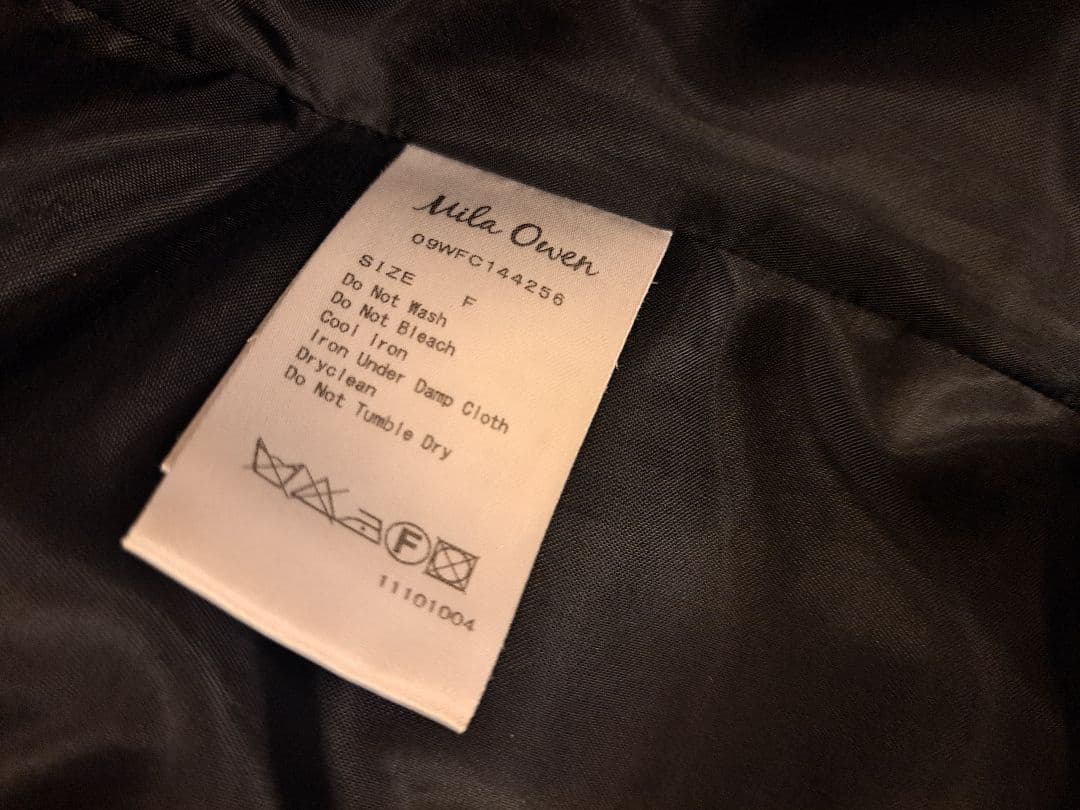 Mila Owen
09WFC144256
SIZE F
Do Not Wash
Do Not Bleach
Cool Iron
Iron Under Damp Cloth
Dryclean
Do Not Tumble Dry
F
11101004